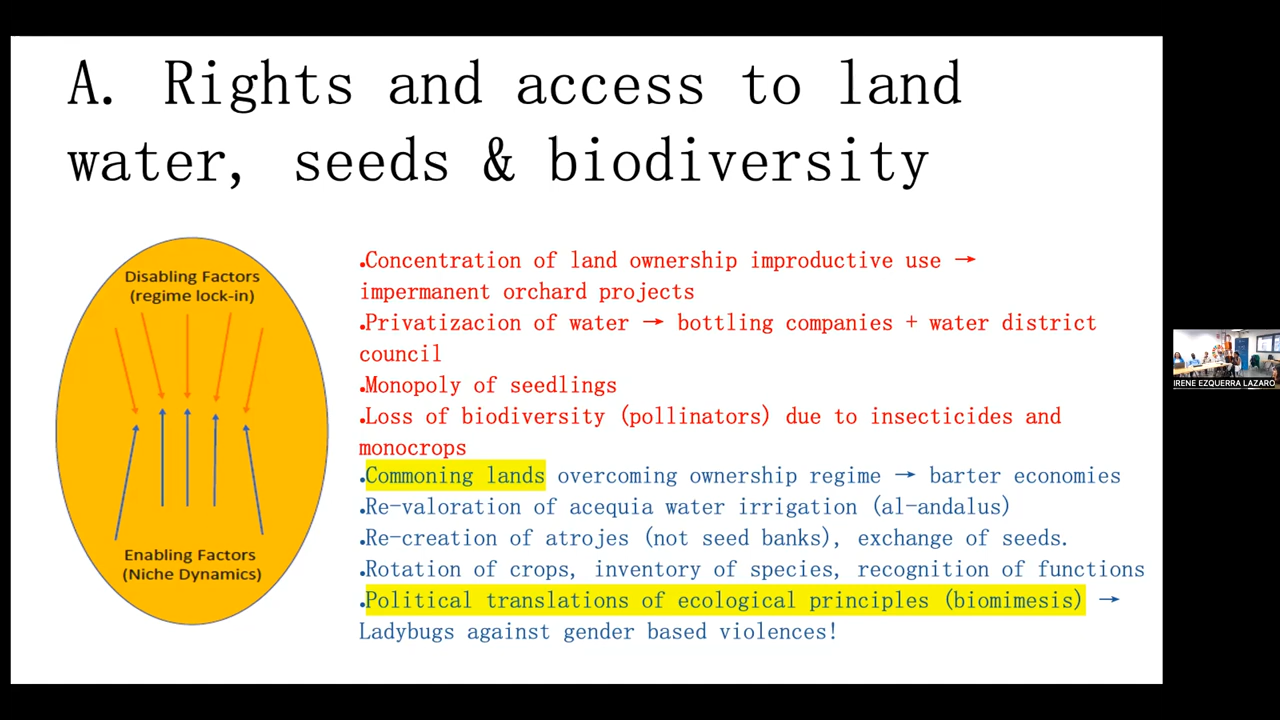 A. Rights and access to land
water, seeds & biodiversity
Disabling Factors
(regime lock-in)
Enabling Factors
(Niche Dynamics)
•Concentration of land ownership improductive use →
impermanent orchard projects
•Privatizacion of water → bottling companies + water district
council
•Monopoly of seedlings
•Loss of biodiversity (pollinators) due to insecticides and
monocrops
•Commoning lands overcoming ownership regime → barter economies
•Re-valoration of acequia water irrigation (al-andalus)
•Re-creation of atrojes (not seed banks), exchange of seeds.
•Rotation of crops, inventory of species, recognition of functions
•Political translations of ecological principles (biomimesis) →
Ladybugs against gender based violences!
IRENE EZQUERRA LAZARO